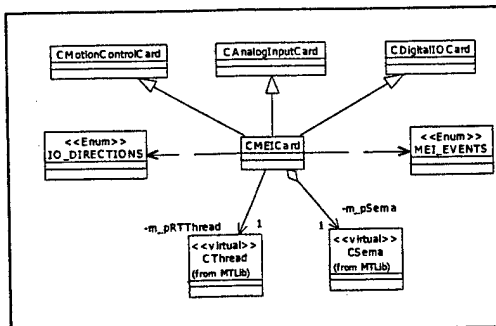 CMotionControlCard
CAnalogInputCard
CDigitalIOCard
<<Enum>>
IO_DIRECTIONS
CMEICard
<<Enum>>
MEI_EVENTS
-m_pRTThread
1
1
-m_pSema
<<virtual>>
CThread
(from MTLib)
<<virtual>>
CSema
(from MTLib)